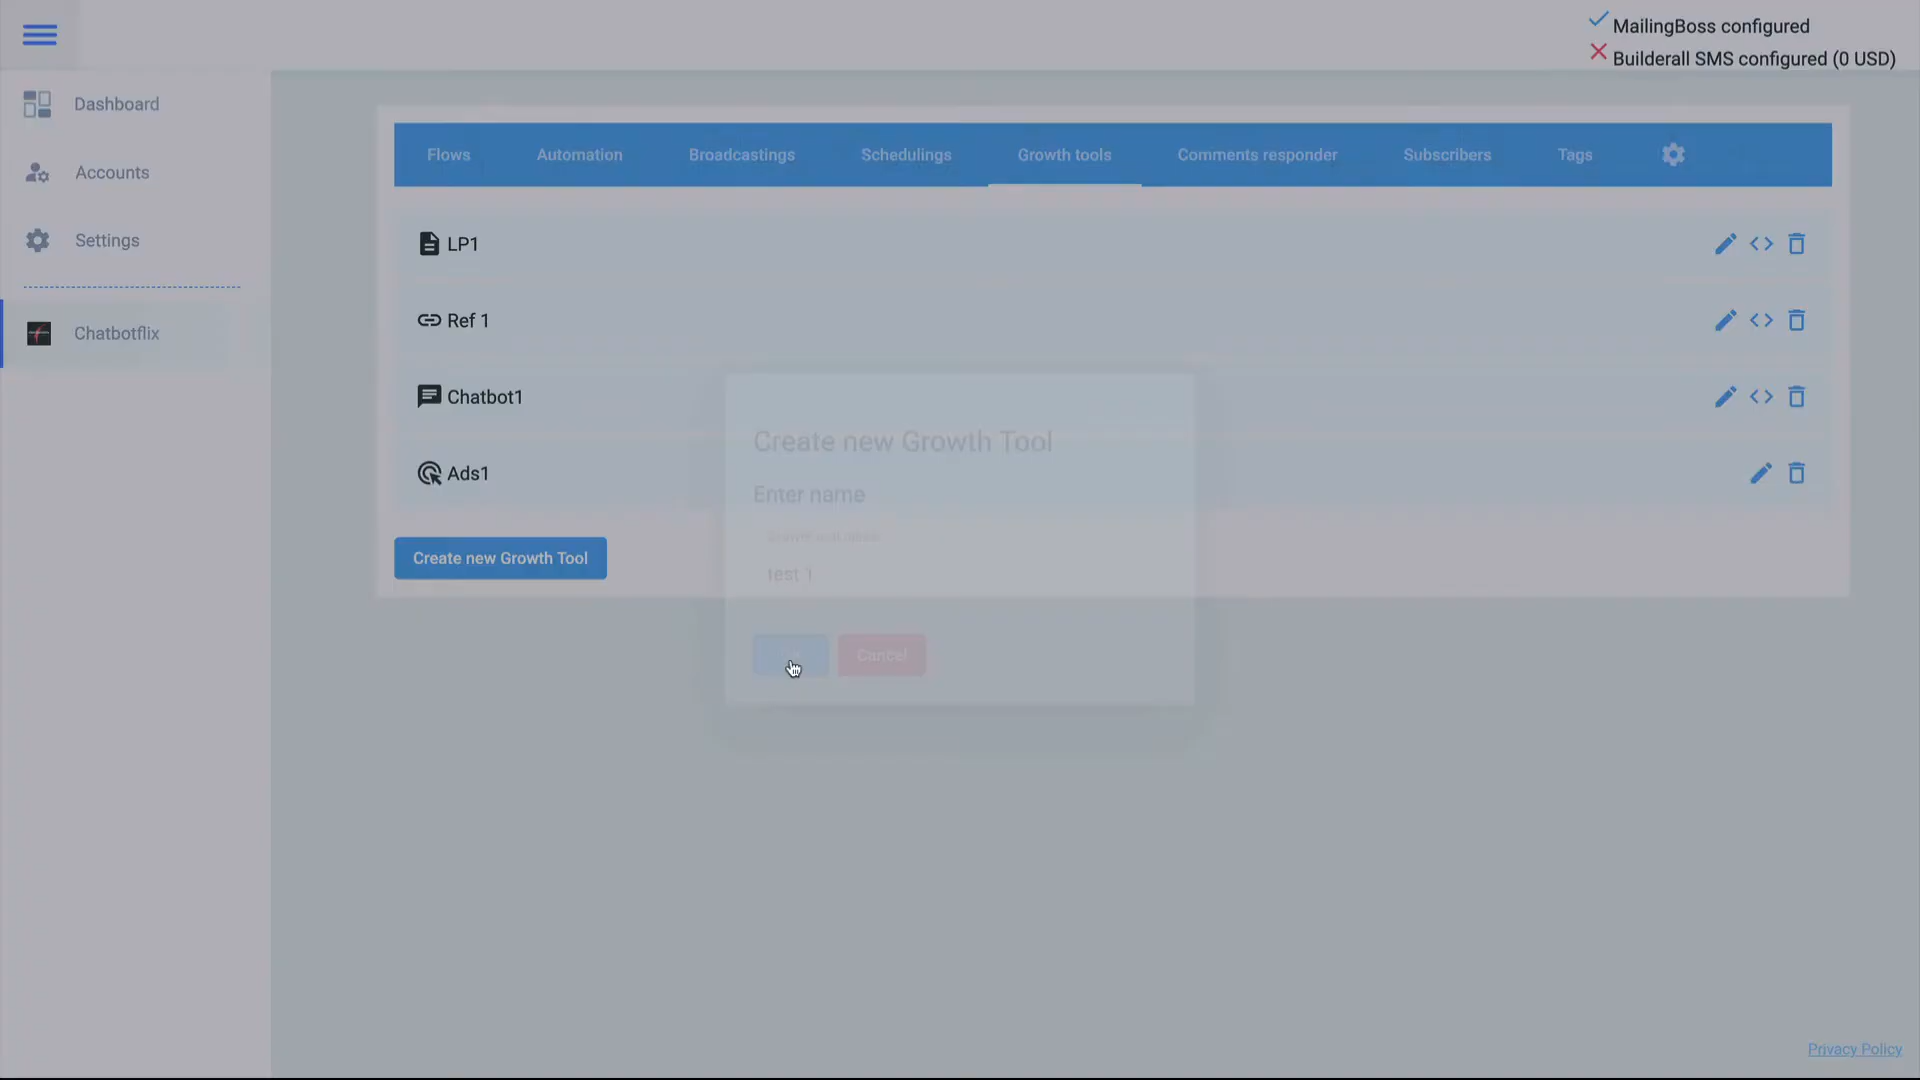 MailingBoss configured
Builderall SMS configured (0 USD)
Dashboard
Accounts
Settings
Chatbotflix
Flows Automation Broadcastings Schedulings Growth tools Comments responder Subscribers Tags
LP1
Ref 1
Chatbot1
Ads1
Create new Growth Tool
Create new Growth Tool
Enter name
test 1
Cancel
Privacy Policy